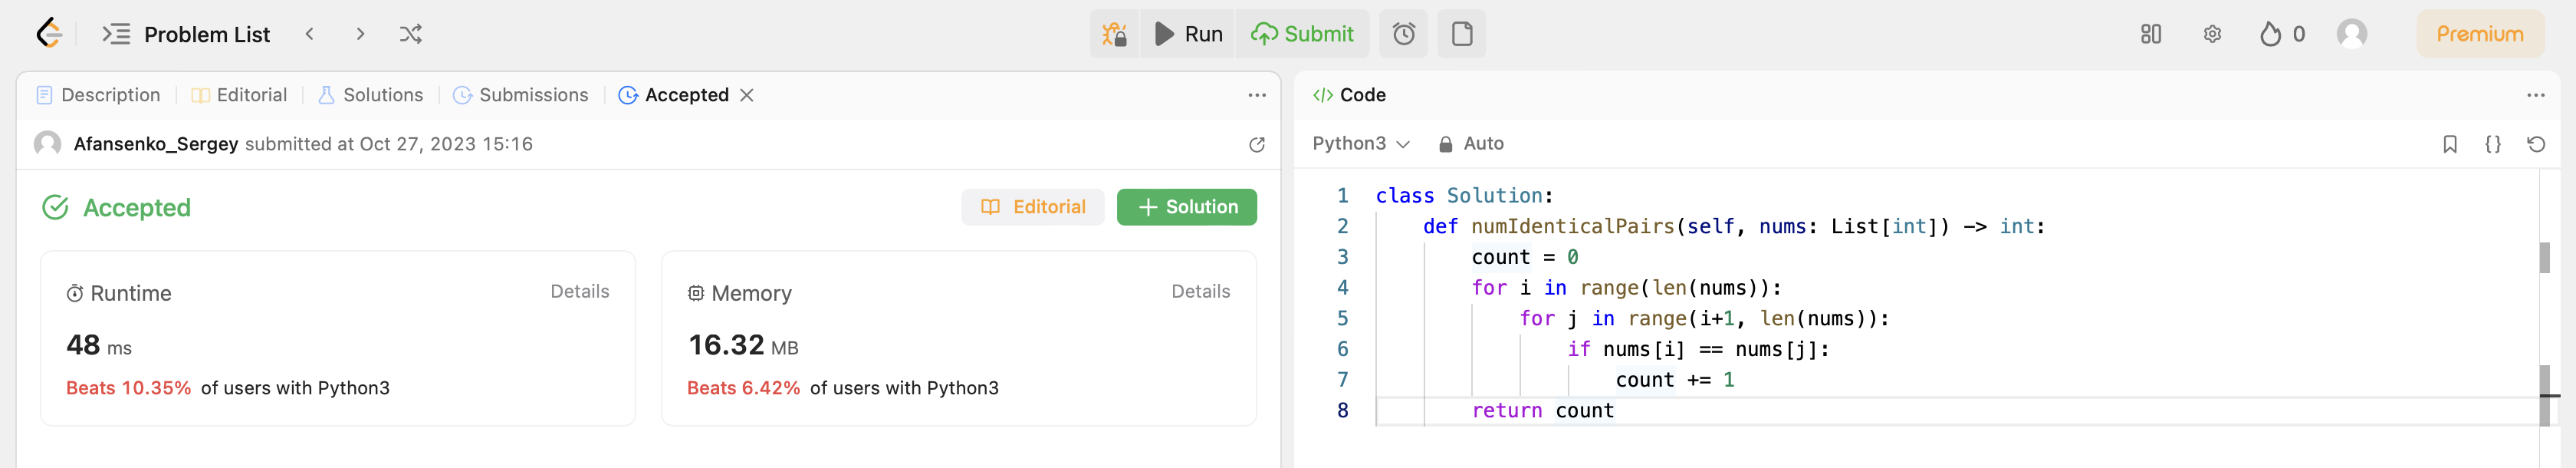 Problem List
Run
Submit
0
Premium
Description
Editorial
Solutions
Submissions
Accepted
Afansenko_Sergey submitted at Oct 27, 2023 15:16
Accepted
Editorial
Solution
Runtime
Details
48 ms
Beats 10.35% of users with Python3
Memory
Details
16.32 MB
Beats 6.42% of users with Python3
</> Code
Python3
Auto
{}
1 class Solution:
2     def numIdenticalPairs(self, nums: List[int]) -> int:
3         count = 0
4         for i in range(len(nums)):
5             for j in range(i+1, len(nums)):
6                 if nums[i] == nums[j]:
7                     count += 1
8         return count